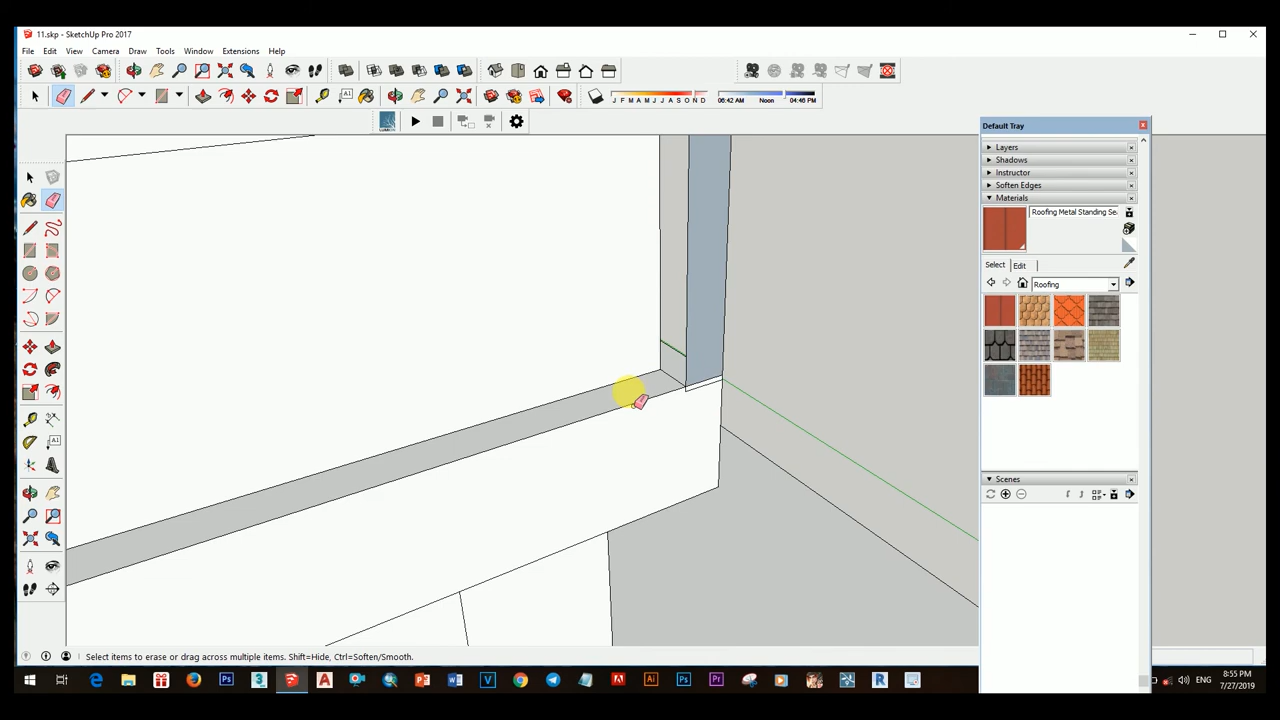 11.skp - SketchUp Pro 2017
File Edit View Camera Draw Tools Window Extensions Help
J F M A M J J A S O N D 06:42 AM Noon 04:46 PM
LUMION
Default Tray
Layers
Shadows
Instructor
Soften Edges
Materials
Roofing Metal Standing Se
Select Edit
Roofing
Scenes
Select items to erase or drag across multiple items. Shift=Hide, Ctrl=Soften/Smooth.
ENG
8:55 PM
7/27/2019